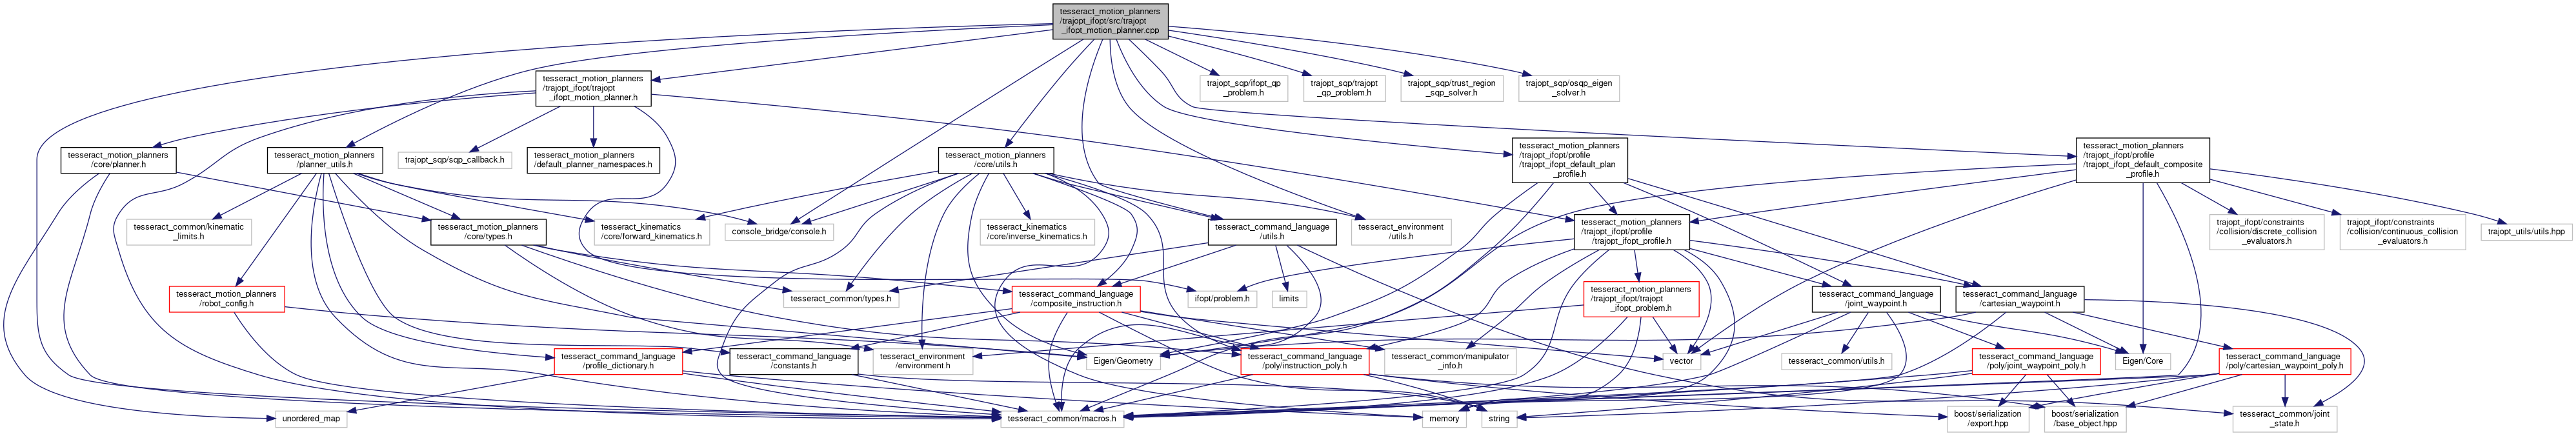 tesseract_motion_planners
/trajopt_ifopt/src/trajopt
_ifopt_motion_planner.cpp
tesseract_motion_planners
/trajopt_ifopt/trajopt
_ifopt_motion_planner.h
trajopt_sqp/ifopt_qp
_problem.h
trajopt_sqp/trajopt
_qp_problem.h
trajopt_sqp/trust_region
_sqp_solver.h
trajopt_sqp/osqp_eigen
_solver.h
tesseract_motion_planners
/core/planner.h
tesseract_motion_planners
/planner_utils.h
trajopt_sqp/sqp_callback.h
tesseract_motion_planners
/default_planner_namespaces.h
tesseract_motion_planners
/core/utils.h
tesseract_motion_planners
/trajopt_ifopt/profile
/trajopt_ifopt_default_plan
_profile.h
tesseract_motion_planners
/trajopt_ifopt/profile
/trajopt_ifopt_default_composite
_profile.h
tesseract_common/kinematic
_limits.h
tesseract_motion_planners
/core/types.h
tesseract_kinematics
/core/forward_kinematics.h
console_bridge/console.h
tesseract_kinematics
/core/inverse_kinematics.h
tesseract_command_language
/utils.h
tesseract_environment
/utils.h
tesseract_motion_planners
/trajopt_ifopt/profile
/trajopt_ifopt_profile.h
trajopt_ifopt/constraints
/collision/discrete_collision
_evaluators.h
trajopt_ifopt/constraints
/collision/continuous_collision
_evaluators.h
trajopt_utils/utils.hpp
tesseract_motion_planners
/robot_config.h
tesseract_common/types.h
tesseract_command_language
/composite_instruction.h
ifopt/problem.h
limits
tesseract_motion_planners
/trajopt_ifopt/trajopt
_ifopt_problem.h
tesseract_command_language
/joint_waypoint.h
tesseract_command_language
/cartesian_waypoint.h
tesseract_command_language
/profile_dictionary.h
tesseract_command_language
/constants.h
tesseract_environment
/environment.h
Eigen/Geometry
tesseract_command_language
/poly/instruction_poly.h
tesseract_common/manipulator
_info.h
vector
tesseract_common/utils.h
tesseract_command_language
/poly/joint_waypoint_poly.h
Eigen/Core
tesseract_command_language
/poly/cartesian_waypoint_poly.h
unordered_map
tesseract_common/macros.h
memory
string
boost/serialization
/export.hpp
boost/serialization
/base_object.hpp
tesseract_common/joint
_state.h